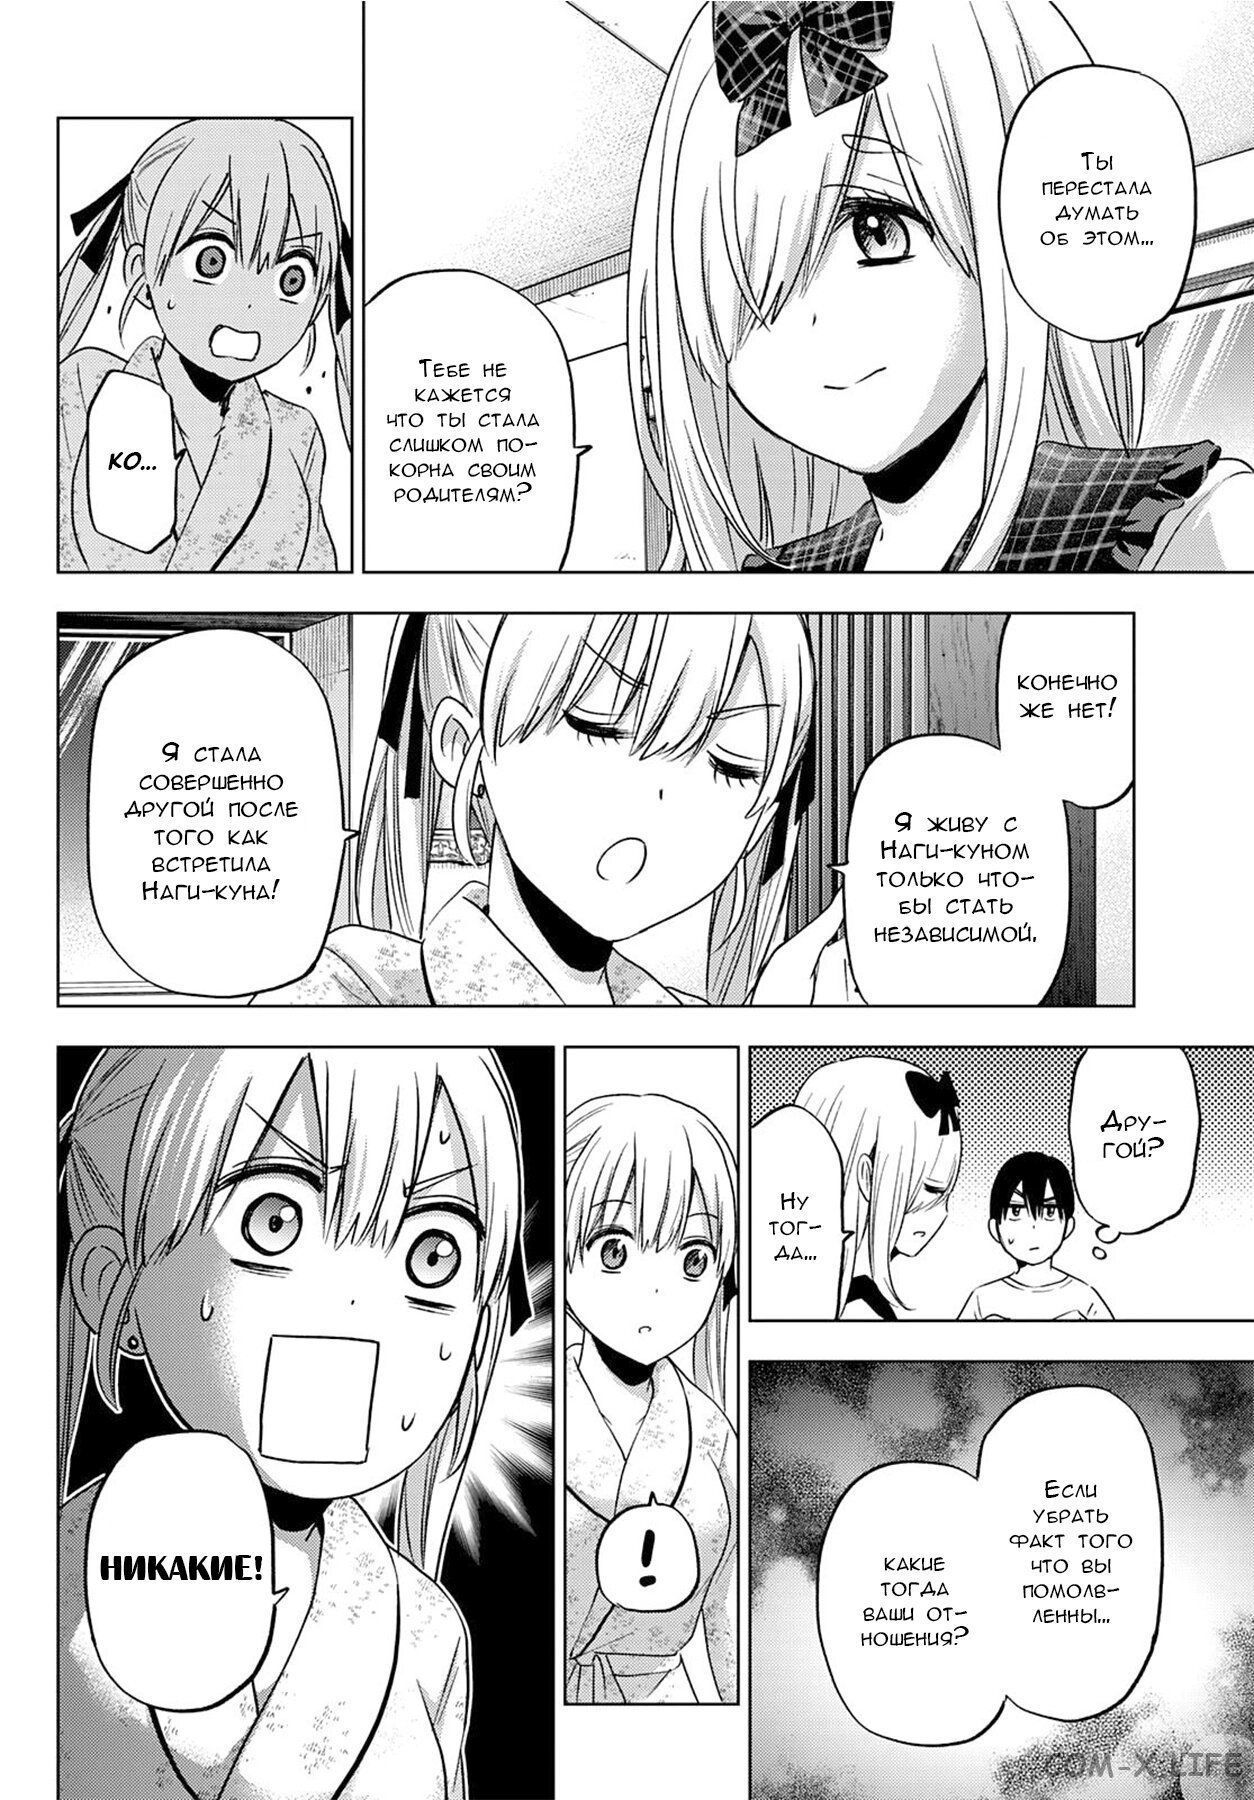 Ты
перестала
думать
об этом...
Тебе не
кажется
что ты стала
слишком по-
корна своим
родителям?
ко...
конечно
же нет!
Я живу с
Наги-куном
только что-
бы стать
независимой.
Я стала
совершенно
другой после
того как
встретила
Наги-куна!
Дру-
гой?
Ну
тог-
да...
Если
убрать
факт того
что вы
помолв-
ленны...
какие
тогда
ваши от-
ношения?
!
НИКАКИЕ!
COM-X.LIFE